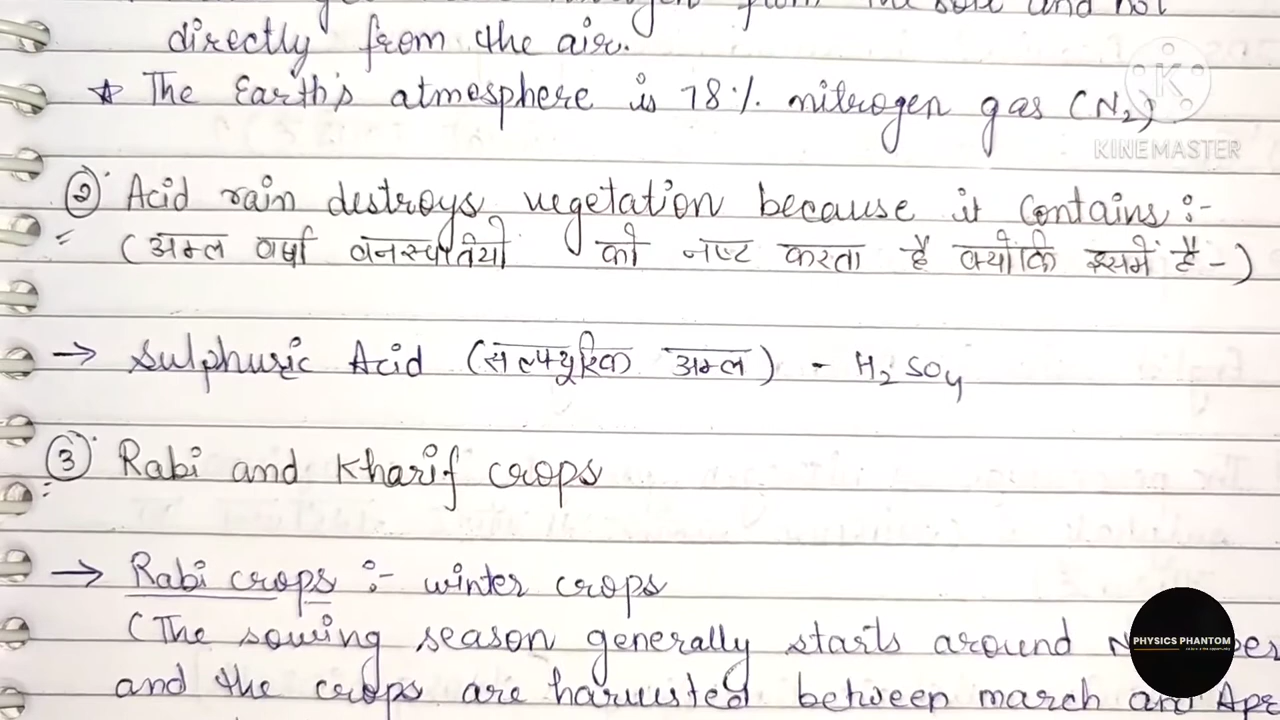 directly from the air.
☆ The Earth's atmosphere is 78% nitrogen gas (N₂)
KINEMASTER
② Acid rain destroys vegetation because it contains :-
(अम्ल वर्षा वनस्पतियों को नष्ट करता है क्योंकि इसमें है -)
→ Sulphuric Acid (सल्फ्यूरिक अम्ल) - H₂SO₄
③ Rabi and Kharif crops
→ Rabi crops :- winter crops
(The sowing season generally starts around
PHYSICS PHANTOM
and the crops are harvested between march and Apr